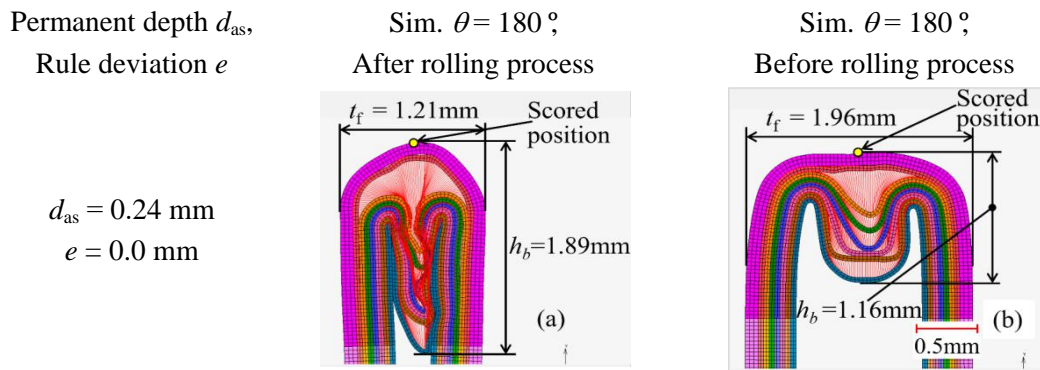 Permanent depth das,
Rule deviation e
Sim. θ = 180 º,
After rolling process
Sim. θ = 180 º,
Before rolling process
das = 0.24 mm
e = 0.0 mm
tf = 1.21mm
Scored
position
hb=1.89mm
(a)
tf = 1.96mm
Scored
position
hb=1.16mm
(b)
0.5mm